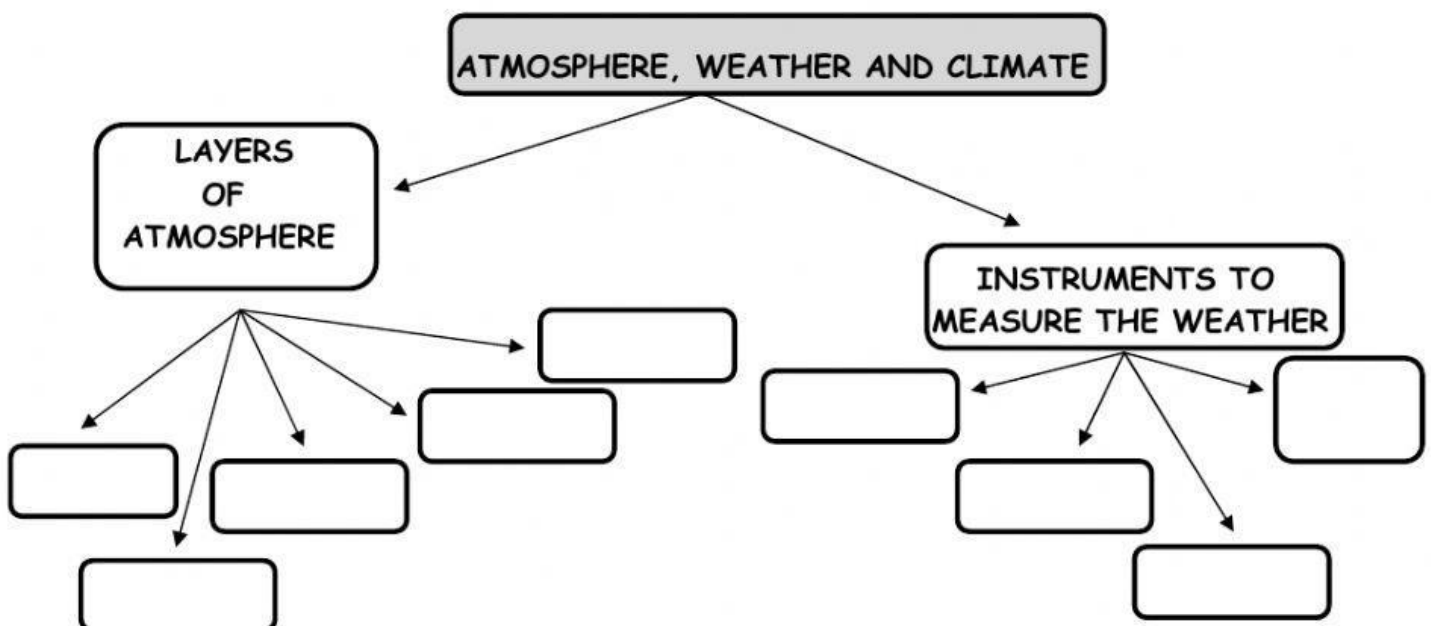 ATMOSPHERE, WEATHER AND CLIMATE
LAYERS
OF
ATMOSPHERE
INSTRUMENTS TO
MEASURE THE WEATHER